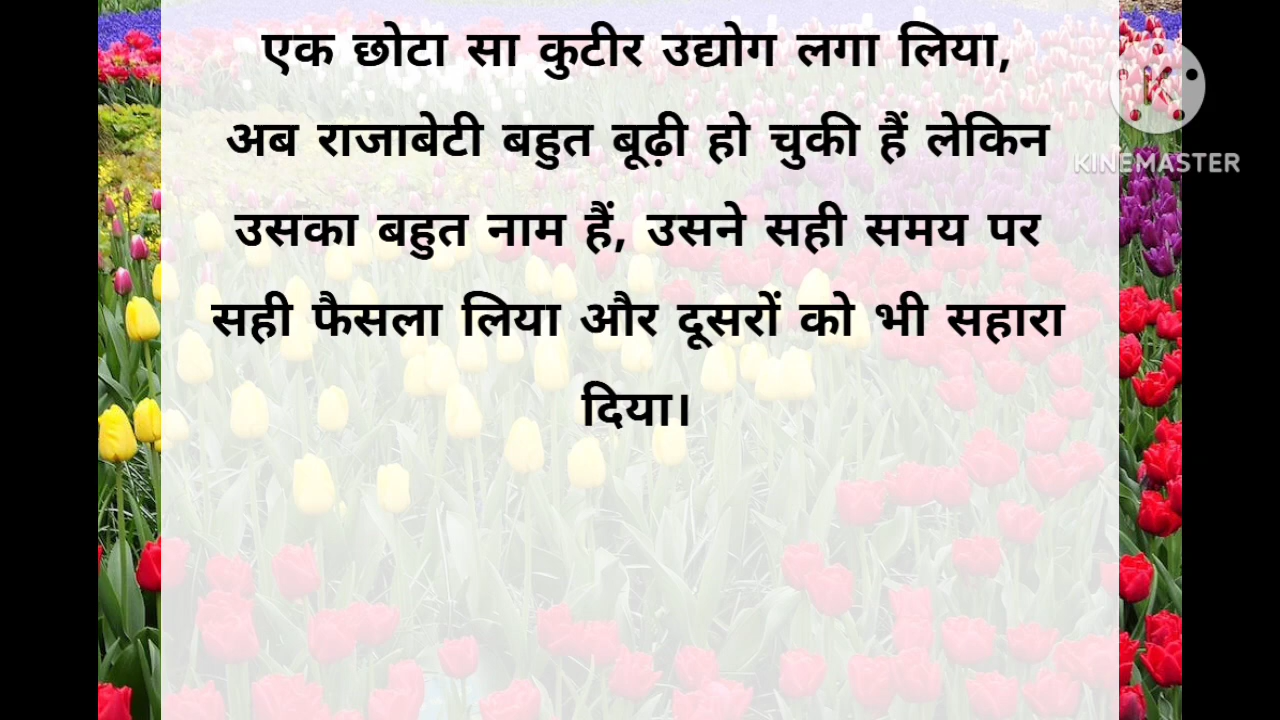 एक छोटा सा कुटीर उद्योग लगा लिया,
अब राजाबेटी बहुत बूढ़ी हो चुकी हैं लेकिन
उसका बहुत नाम हैं, उसने सही समय पर
सही फैसला लिया और दूसरों को भी सहारा
दिया।
K
KINEMASTER